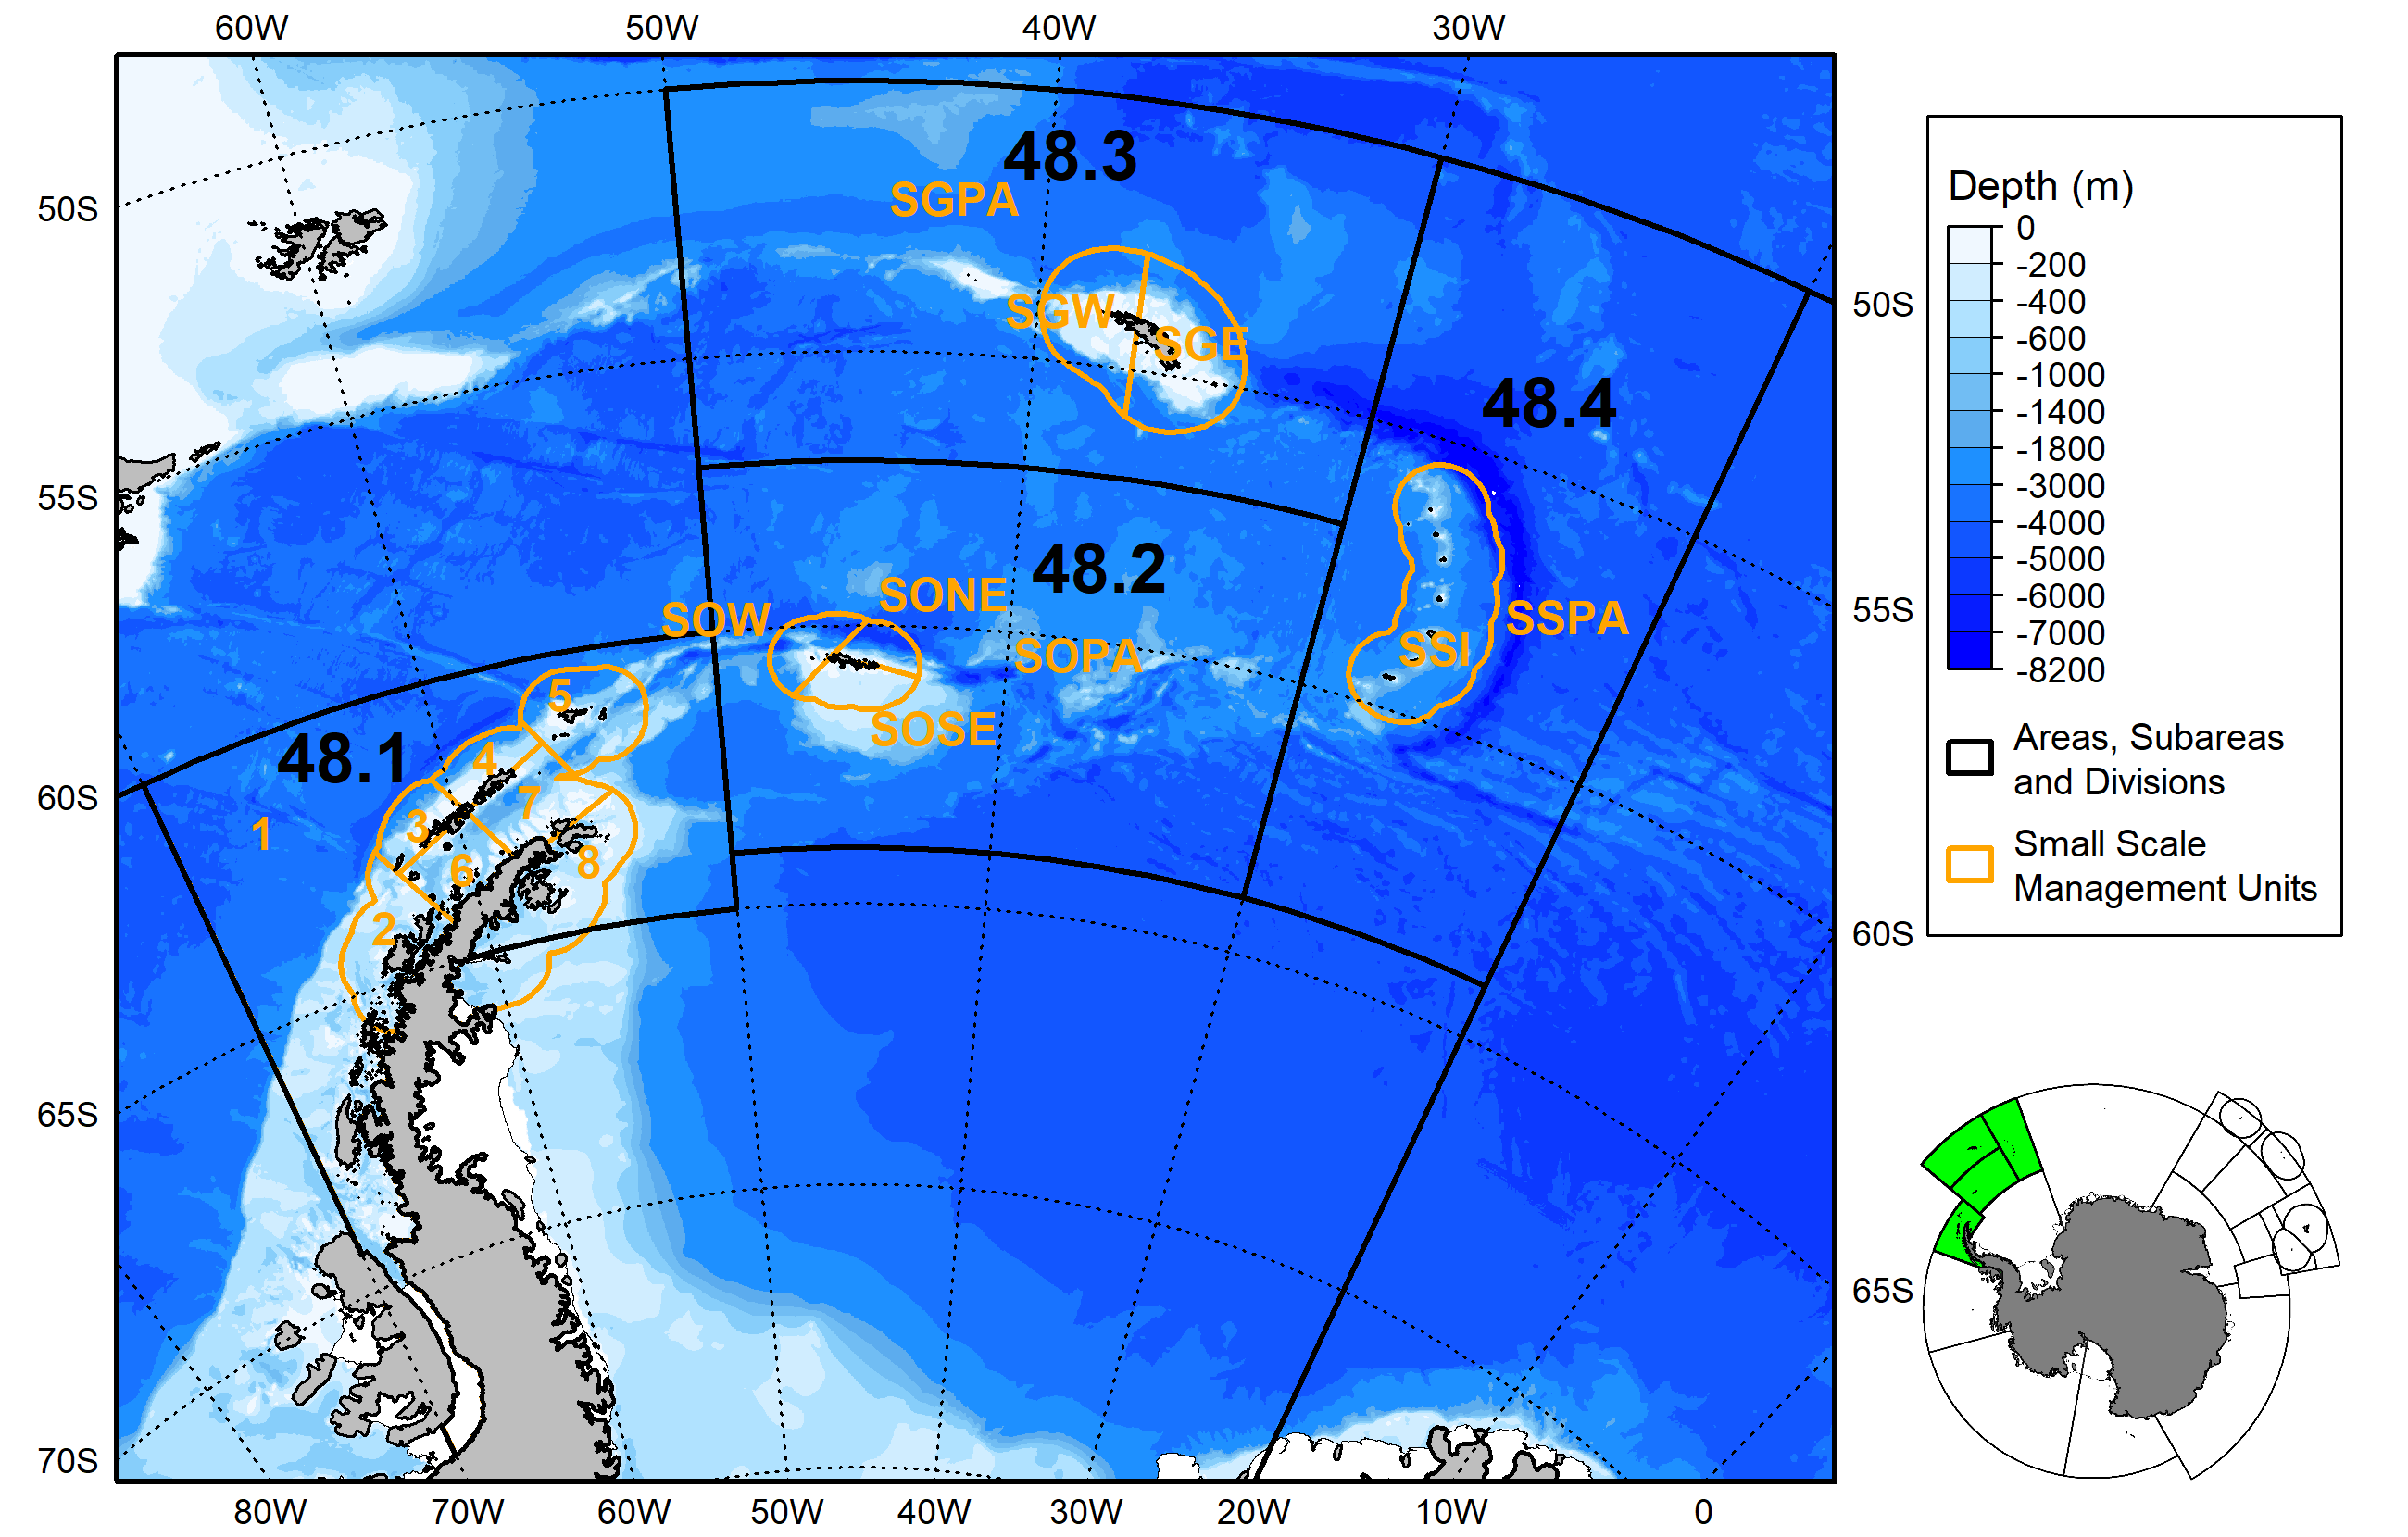 60W 50W 40W 30W
48.3
SGPA
50S
Depth (m)
0
-200
-400
-600
-1000
-1400
-1800
-3000
-4000
-5000
-6000
-7000
-8200
50S
SGW
SGE
48.4
55S
48.2
SONE
SOW
SOPA
SSPA
55S
SSI
SOSE
5
4
48.1
3
7
1
6
8
2
60S
60S
Areas, Subareas
and Divisions
Small Scale
Management Units
65S
65S
70S
80W 70W 60W 50W 40W 30W 20W 10W 0